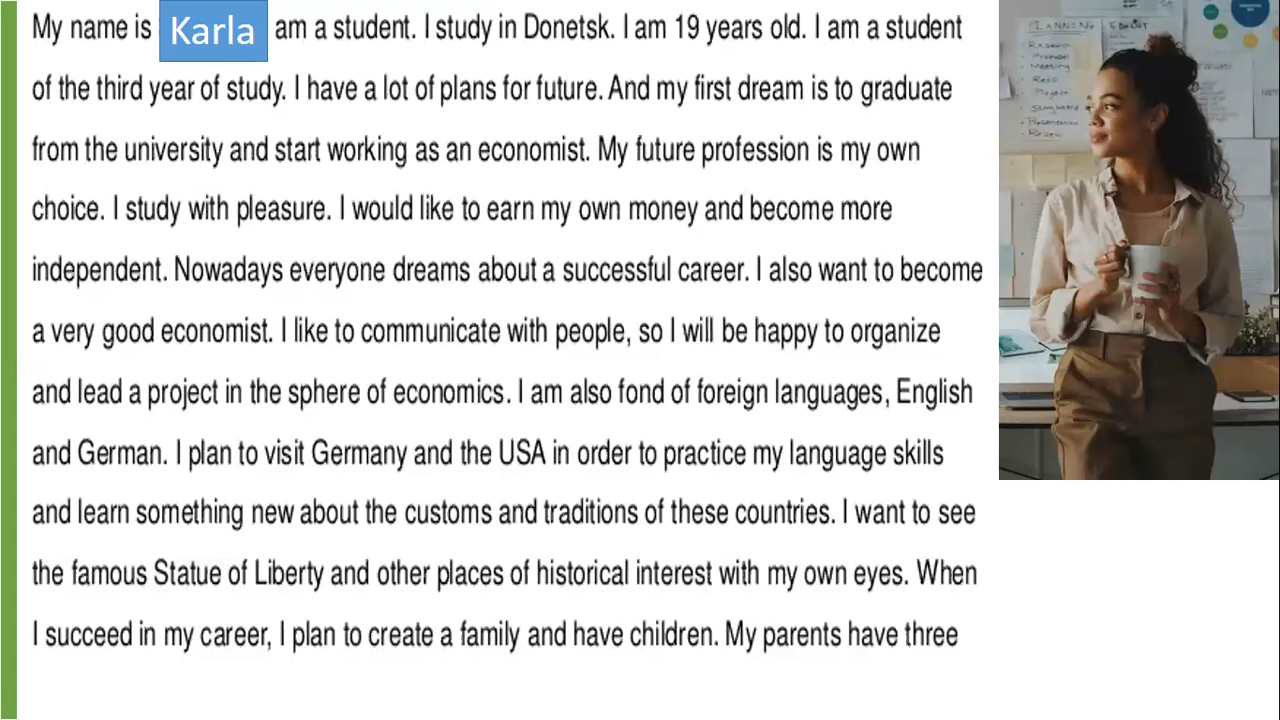 My name is Karla am a student. I study in Donetsk. I am 19 years old. I am a student
of the third year of study. I have a lot of plans for future. And my first dream is to graduate
from the university and start working as an economist. My future profession is my own
choice. I study with pleasure. I would like to earn my own money and become more
independent. Nowadays everyone dreams about a successful career. I also want to become
a very good economist. I like to communicate with people, so I will be happy to organize
and lead a project in the sphere of economics. I am also fond of foreign languages, English
and German. I plan to visit Germany and the USA in order to practice my language skills
and learn something new about the customs and traditions of these countries. I want to see
the famous Statue of Liberty and other places of historical interest with my own eyes. When
I succeed in my career, I plan to create a family and have children. My parents have three
PLANNING
Research
Meeting